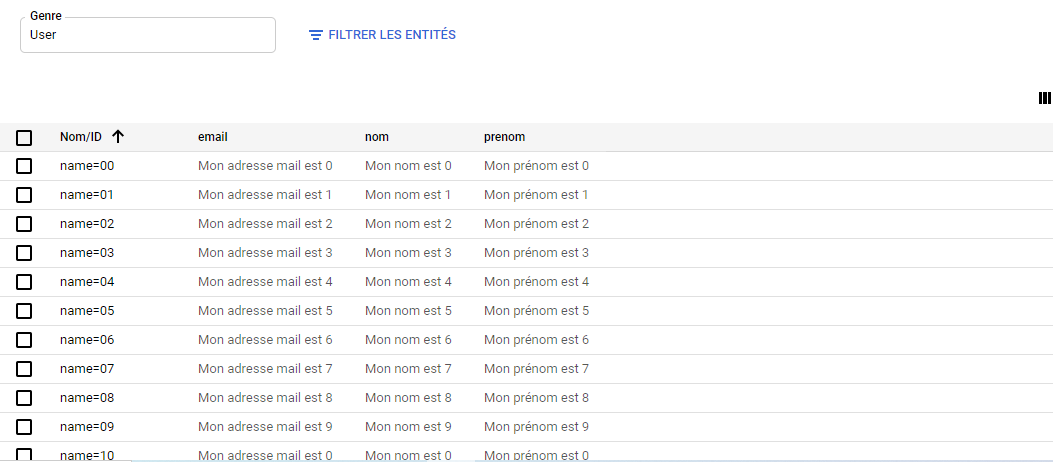 Genre
User
FILTRER LES ENTITÉS
Nom/ID email nom prenom
name=00 Mon adresse mail est 0 Mon nom est 0 Mon prénom est 0
name=01 Mon adresse mail est 1 Mon nom est 1 Mon prénom est 1
name=02 Mon adresse mail est 2 Mon nom est 2 Mon prénom est 2
name=03 Mon adresse mail est 3 Mon nom est 3 Mon prénom est 3
name=04 Mon adresse mail est 4 Mon nom est 4 Mon prénom est 4
name=05 Mon adresse mail est 5 Mon nom est 5 Mon prénom est 5
name=06 Mon adresse mail est 6 Mon nom est 6 Mon prénom est 6
name=07 Mon adresse mail est 7 Mon nom est 7 Mon prénom est 7
name=08 Mon adresse mail est 8 Mon nom est 8 Mon prénom est 8
name=09 Mon adresse mail est 9 Mon nom est 9 Mon prénom est 9
name=10 Mon adresse mail est 0 Mon nom est 0 Mon prénom est 0